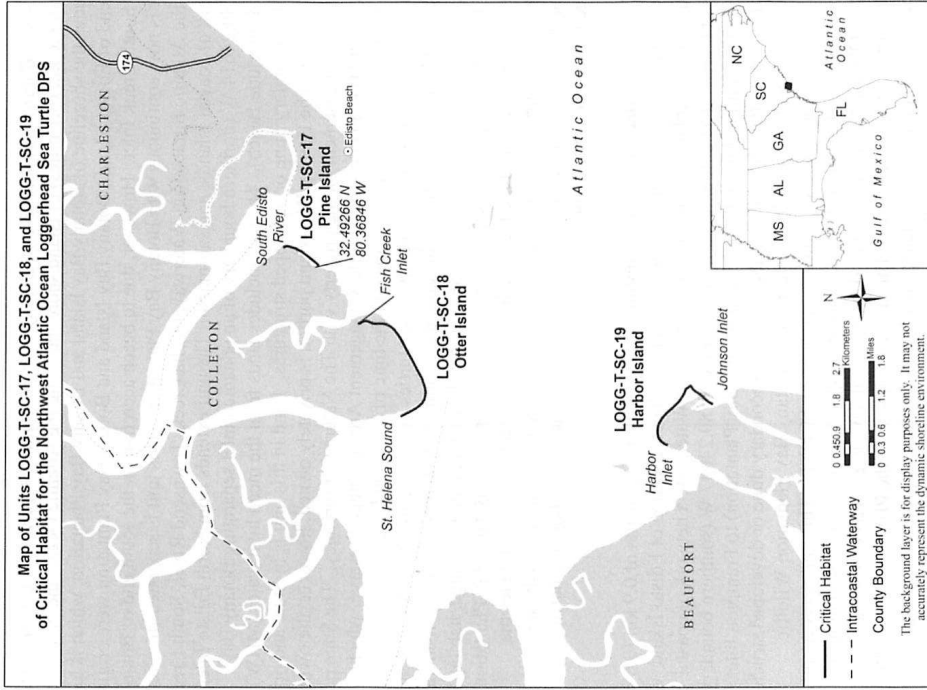 Map of Units LOGG-T-SC-17, LOGG-T-SC-18, and LOGG-T-SC-19
of Critical Habitat for the Northwest Atlantic Ocean Loggerhead Sea Turtle DPS
CHARLESTON
174
COLLETON
South Edisto
River
LOGG-T-SC-17
Pine Island
Edisto Beach
32.49266 N
80.36846 W
Fish Creek
Inlet
LOGG-T-SC-18
Otter Island
St. Helena Sound
Atlantic Ocean
LOGG-T-SC-19
Harbor Island
Harbor
Inlet
Johnson Inlet
BEAUFORT
Critical Habitat
Intracoastal Waterway
County Boundary
0 0.45 0.9 1.8 2.7
Kilometers
0 0.3 0.6 1.2 1.8
Miles
N
The background layer is for display purposes only. It may not
accurately represent the dynamic shoreline environment.
NC
SC
GA
AL
MS
FL
Atlantic
Ocean
Gulf of Mexico